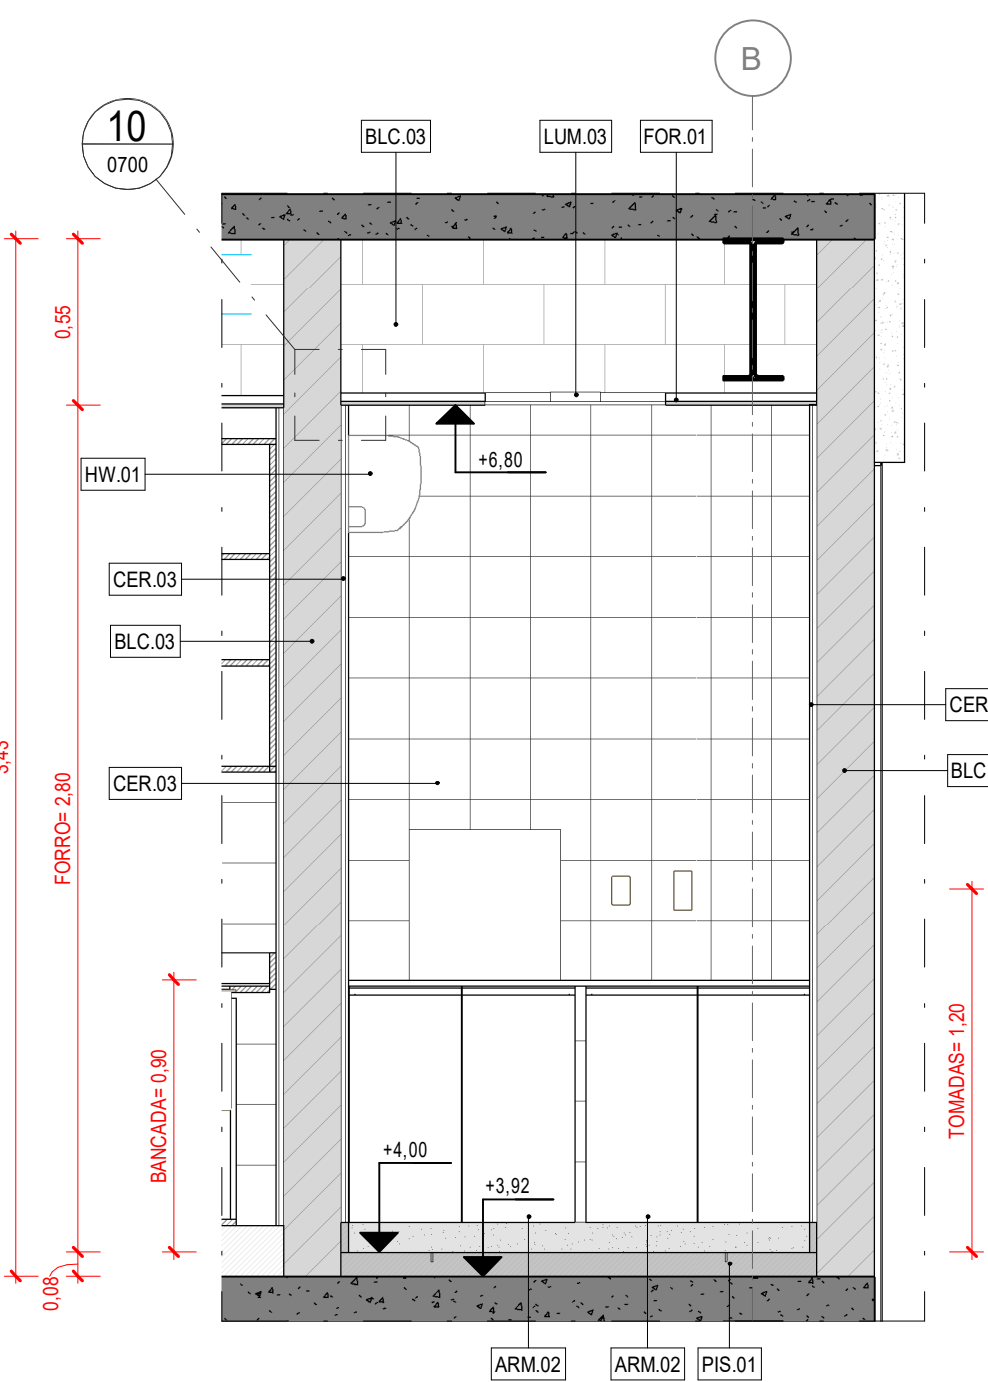 B
10
0700
BLC.03
LUM.03
FOR.01
0,55
+6,80
HW.01
CER.03
BLC.03
CER
3,43
FORRO= 2,80
CER.03
BLC
BANCADA= 0,90
TOMADAS= 1,20
+4,00
+3,92
0,08
ARM.02
ARM.02
PIS.01